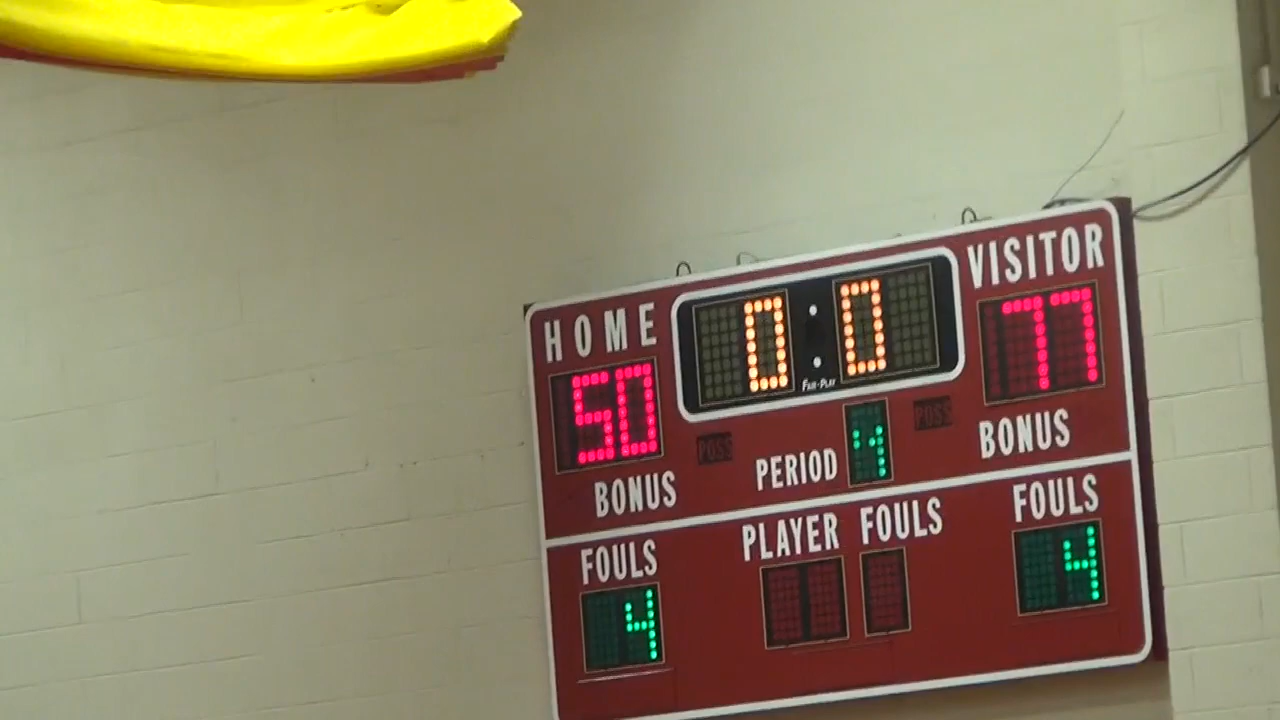 HOME
0:0
VISITOR
50
77
FAIR-PLAY
POSS
POSS
BONUS
PERIOD 4
BONUS
FOULS
PLAYER FOULS
FOULS
4
4